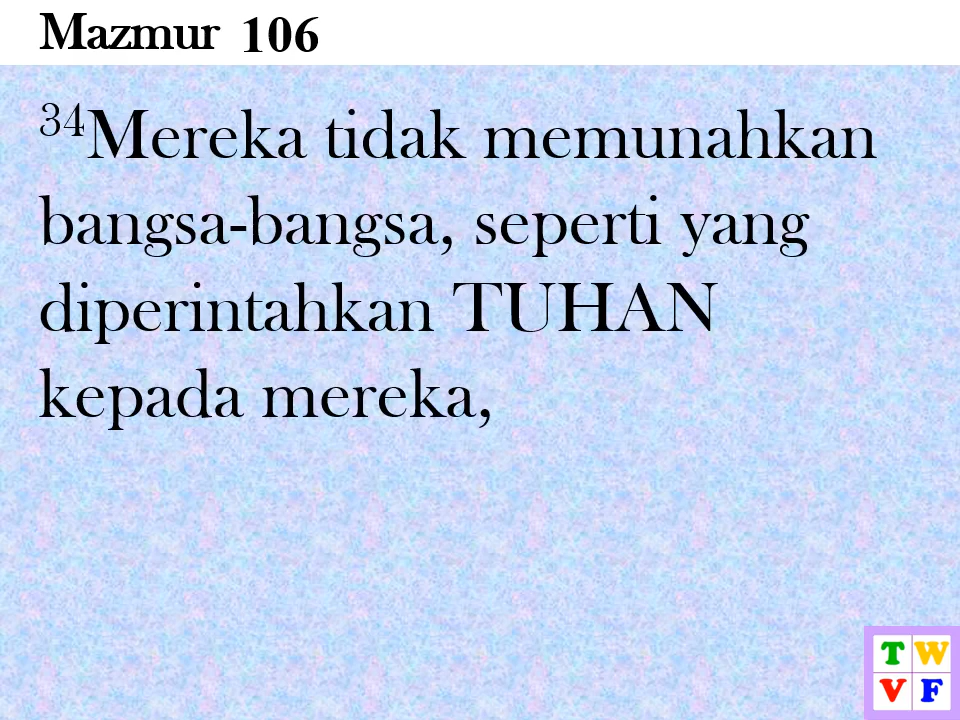 Mazmur 106
34Mereka tidak memunahkan
bangsa-bangsa, seperti yang
diperintahkan TUHAN
kepada mereka,
T W
V F